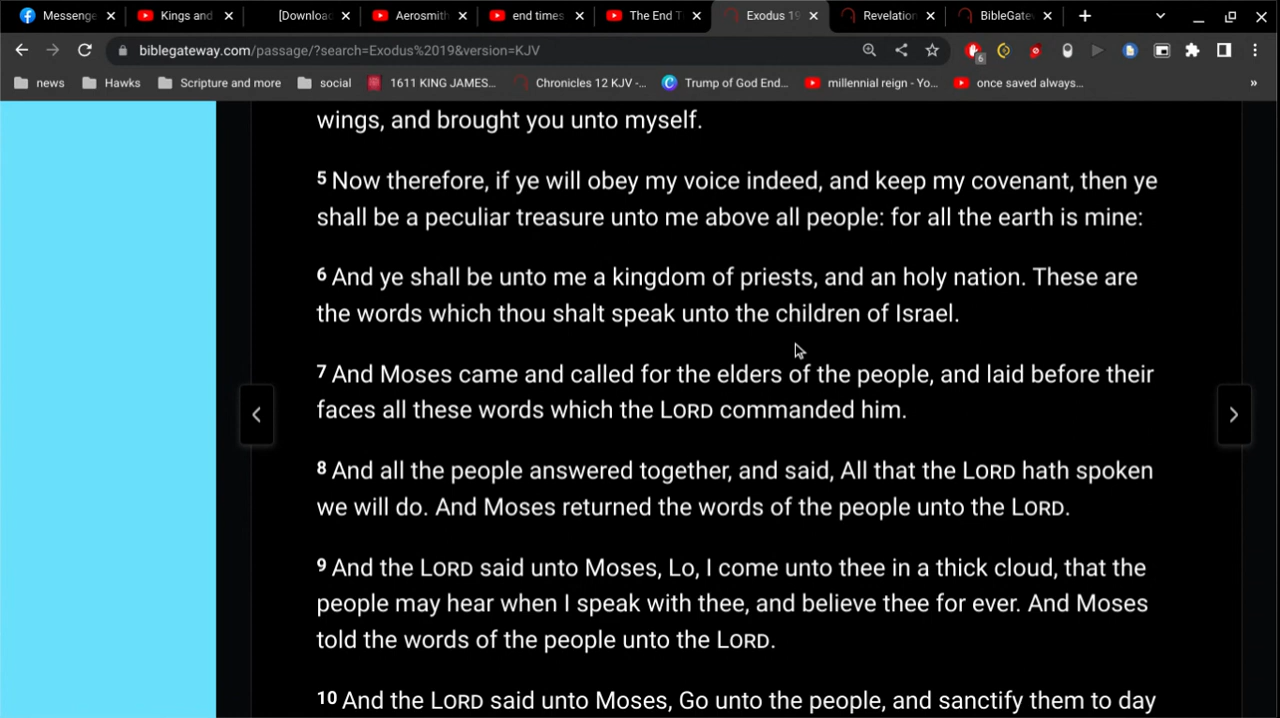 Messenge
Kings and
[Downloac
Aerosmith
end times
The End T
Exodus 19
Revelation
BibleGate
biblegateway.com/passage/?search=Exodus%2019&version=KJV
6
news
Hawks
Scripture and more
social
1611 KING JAMES...
Chronicles 12 KJV -...
Trump of God End...
millennial reign - Yo...
once saved always...
»
wings, and brought you unto myself.
5 Now therefore, if ye will obey my voice indeed, and keep my covenant, then ye
shall be a peculiar treasure unto me above all people: for all the earth is mine:
6 And ye shall be unto me a kingdom of priests, and an holy nation. These are
the words which thou shalt speak unto the children of Israel.
7 And Moses came and called for the elders of the people, and laid before their
faces all these words which the LORD commanded him.
8 And all the people answered together, and said, All that the LORD hath spoken
we will do. And Moses returned the words of the people unto the LORD.
9 And the LORD said unto Moses, Lo, I come unto thee in a thick cloud, that the
people may hear when I speak with thee, and believe thee for ever. And Moses
told the words of the people unto the LORD.
10 And the LORD said unto Moses, Go unto the people, and sanctify them to day